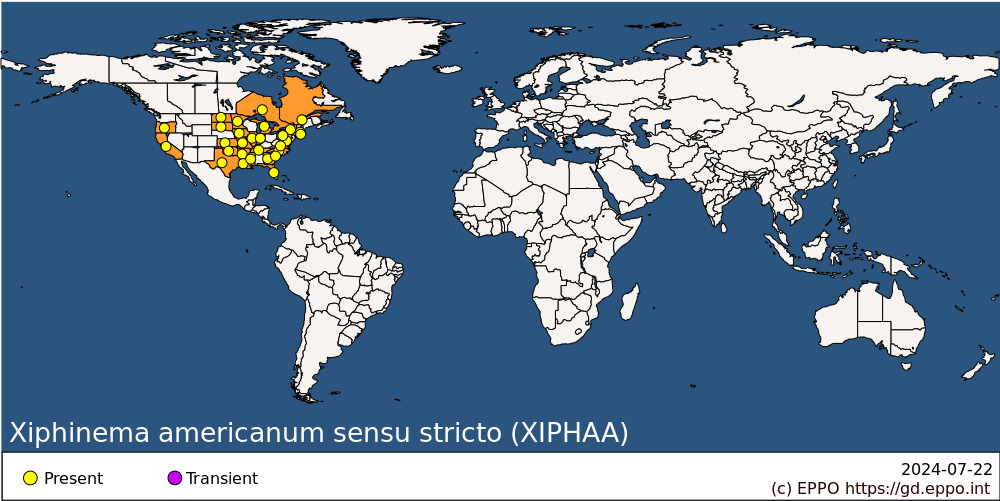 Xiphinema americanum sensu stricto (XIPHAA)
Present
Transient
2024-07-22
(c) EPPO https://gd.eppo.int